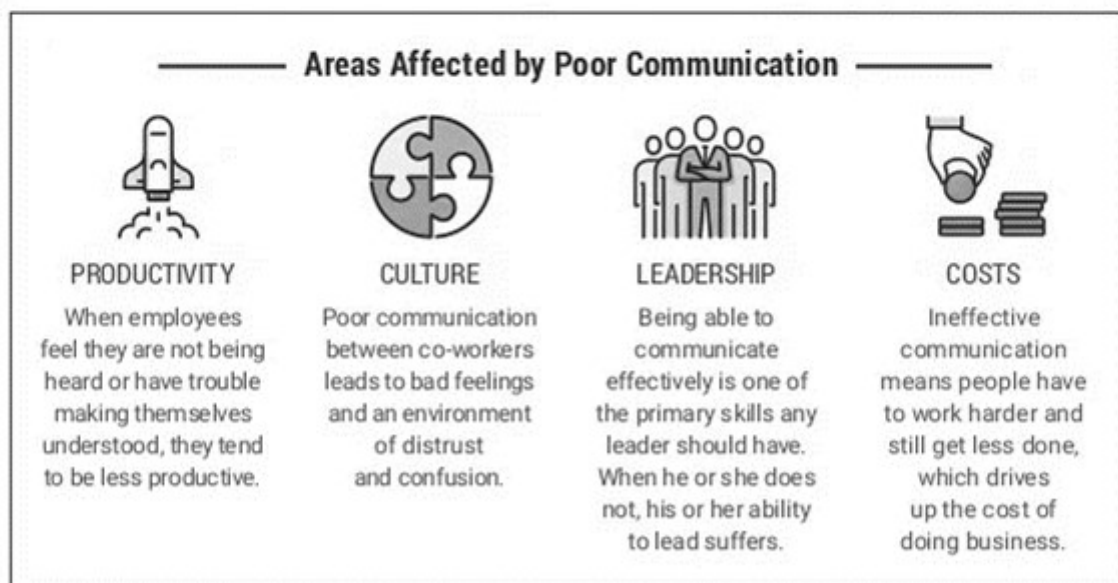 Areas Affected by Poor Communication
PRODUCTIVITY
When employees
feel they are not being
heard or have trouble
making themselves
understood, they tend
to be less productive.
CULTURE
Poor communication
between co-workers
leads to bad feelings
and an environment
of distrust
and confusion.
LEADERSHIP
Being able to
communicate
effectively is one of
the primary skills any
leader should have.
When he or she does
not, his or her ability
to lead suffers.
COSTS
Ineffective
communication
means people have
to work harder and
still get less done,
which drives
up the cost of
doing business.